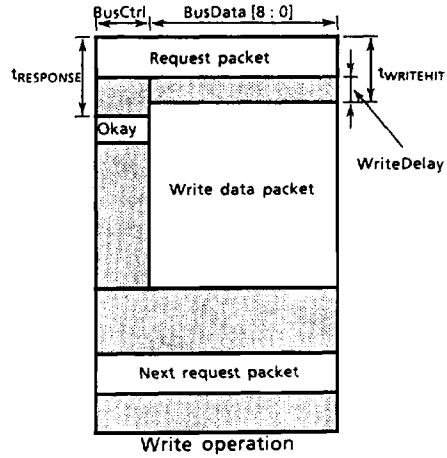 BusCtrl BusData [8 : 0]
Request packet
tRESPONSE
tWRITEHIT
Okay
WriteDelay
Write data packet
Next request packet
Write operation